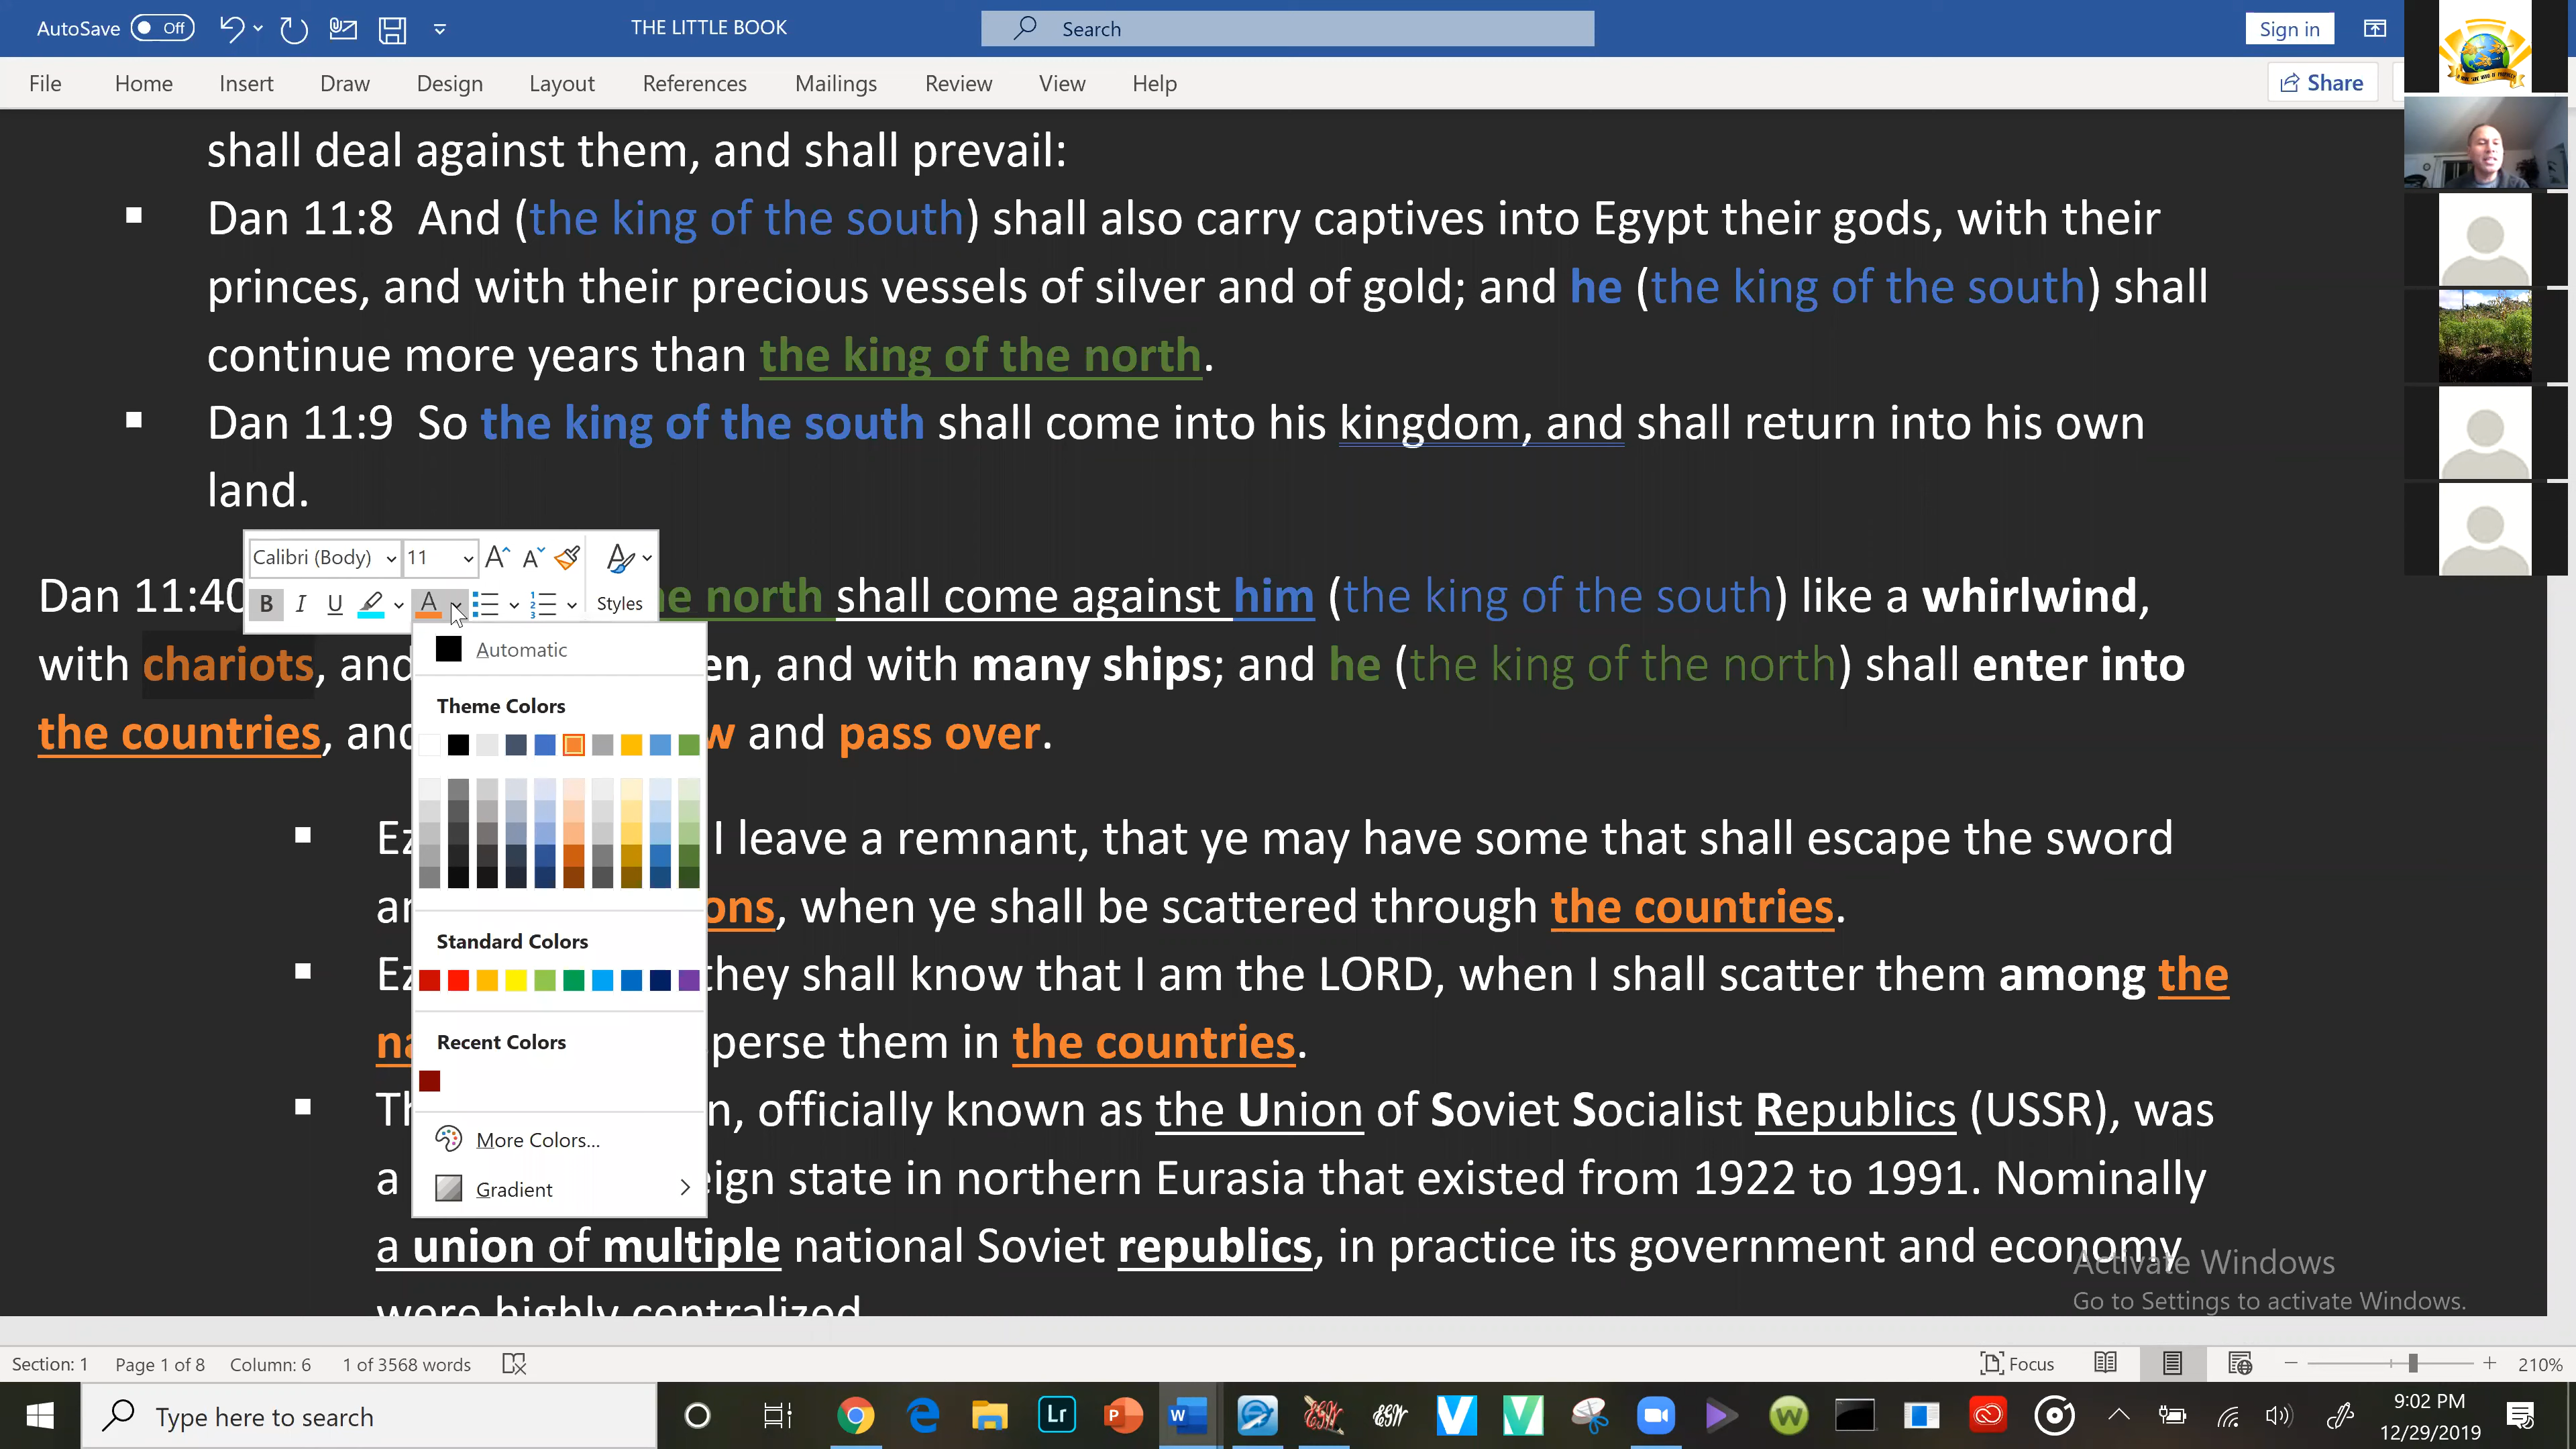 AutoSave Off THE LITTLE BOOK Search Sign in
File Home Insert Draw Design Layout References Mailings Review View Help Share
shall deal against them, and shall prevail:
▪ Dan 11:8 And (the king of the south) shall also carry captives into Egypt their gods, with their
princes, and with their precious vessels of silver and of gold; and he (the king of the south) shall
continue more years than the king of the north.
▪ Dan 11:9 So the king of the south shall come into his kingdom, and shall return into his own
land.
Calibri (Body) 11
B I U A Styles
Dan 11:40 north shall come against him (the king of the south) like a whirlwind,
Automatic
with chariots, and en, and with many ships; and he (the king of the north) shall enter into
Theme Colors
the countries, and w and pass over.
▪ Ez I leave a remnant, that ye may have some that shall escape the sword
an ons, when ye shall be scattered through the countries.
Standard Colors
▪ Ez they shall know that I am the LORD, when I shall scatter them among the
na perse them in the countries.
Recent Colors
▪ Th n, officially known as the Union of Soviet Socialist Republics (USSR), was
More Colors...
a eign state in northern Eurasia that existed from 1922 to 1991. Nominally
Gradient
a union of multiple national Soviet republics, in practice its government and economy
were highly centralized
Activate Windows
Go to Settings to activate Windows.
Section: 1 Page 1 of 8 Column: 6 1 of 3568 words Focus 210%
Type here to search 9:02 PM
12/29/2019